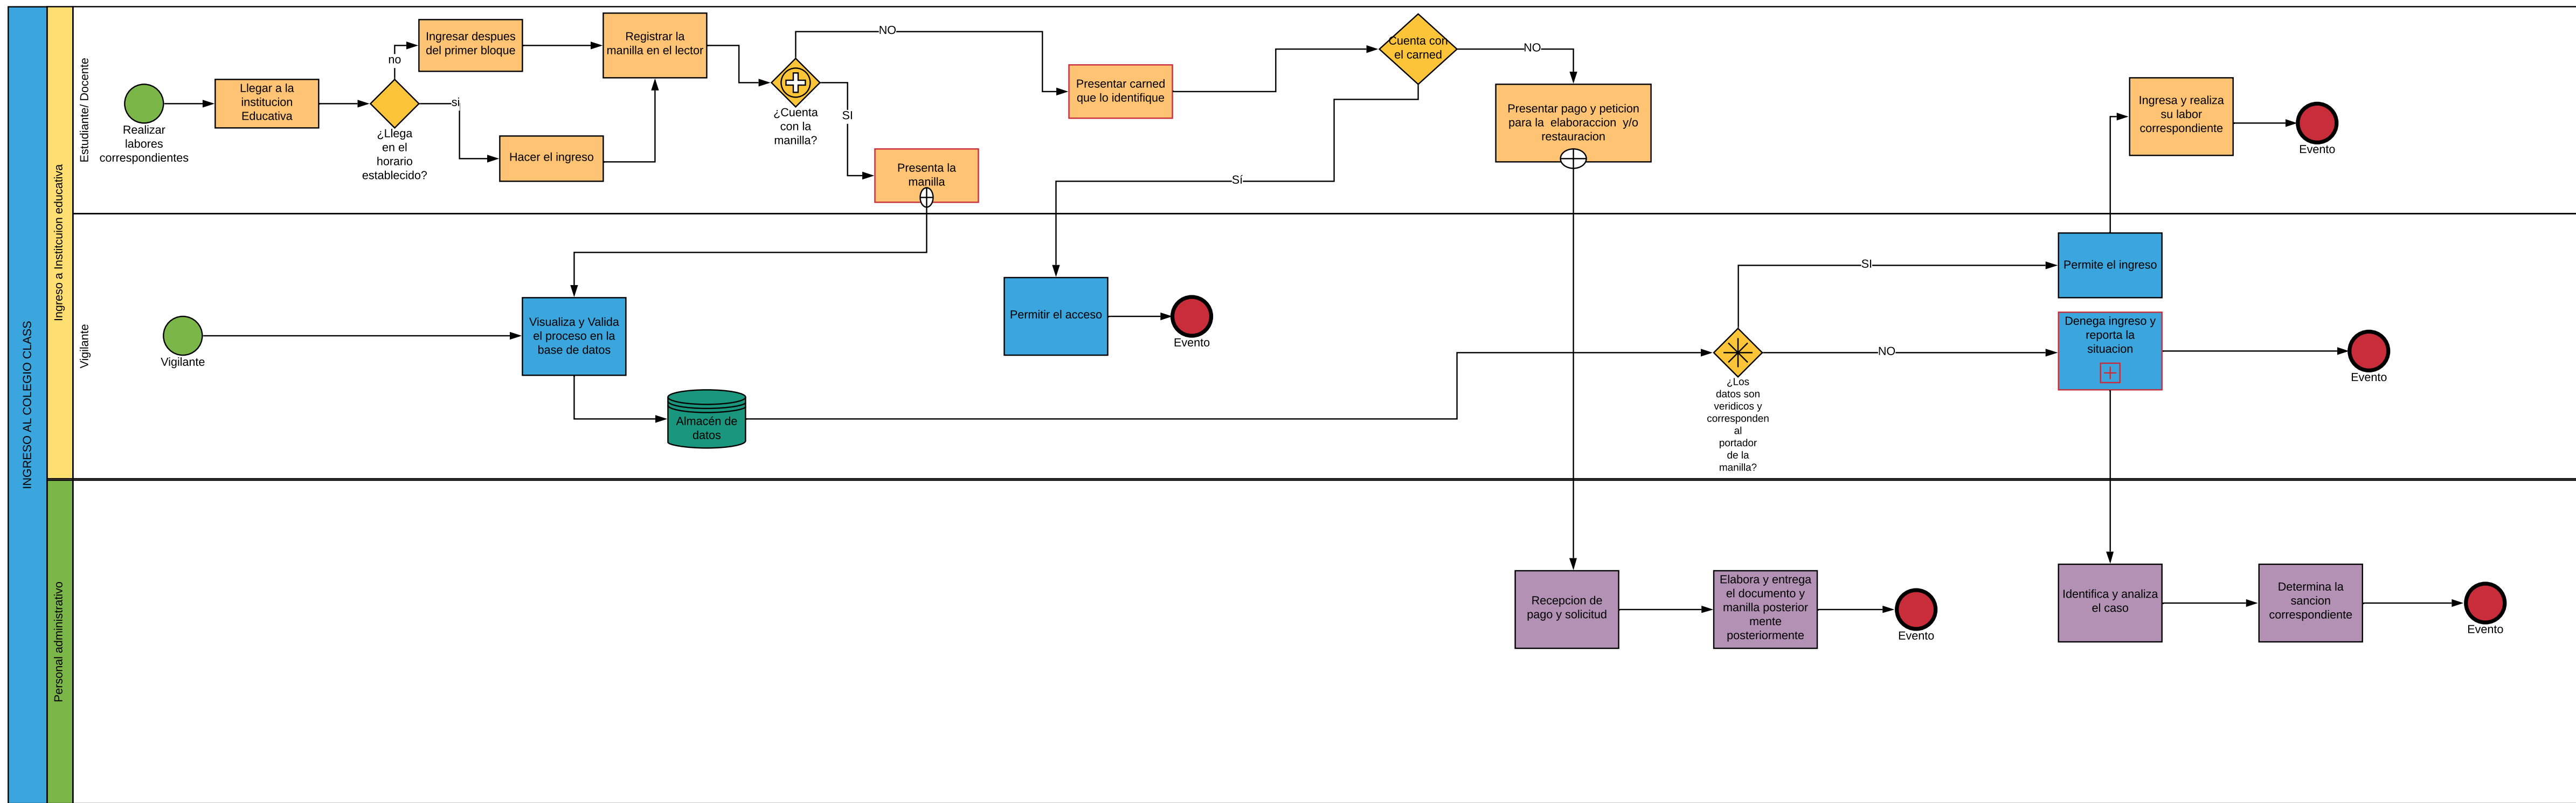 INGRESO AL COLEGIO CLASS
Ingreso a Institcuion educativa
Estudiante/ Docente
Realizar
labores
correspondientes
Llegar a la
institucion
Educativa
¿Llega
en el
horario
establecido?
no
si
Ingresar despues
del primer bloque
Hacer el ingreso
Registrar la
manilla en el lector
¿Cuenta
con la
manilla?
NO
SI
Presenta la
manilla
Presentar carned
que lo identifique
Cuenta con
el carned
NO
Sí
Presentar pago y peticion
para la elaboraccion y/o
restauracion
Ingresa y realiza
su labor
correspondiente
Evento
Vigilante
Vigilante
Visualiza y Valida
el proceso en la
base de datos
Almacén de
datos
Permitir el acceso
Evento
¿Los
datos son
veridicos y
corresponden
al
portador
de la
manilla?
SI
NO
Permite el ingreso
Denega ingreso y
reporta la
situacion
Evento
Personal administrativo
Recepcion de
pago y solicitud
Elabora y entrega
el documento y
manilla posterior
mente
posteriormente
Evento
Identifica y analiza
el caso
Determina la
sancion
correspondiente
Evento